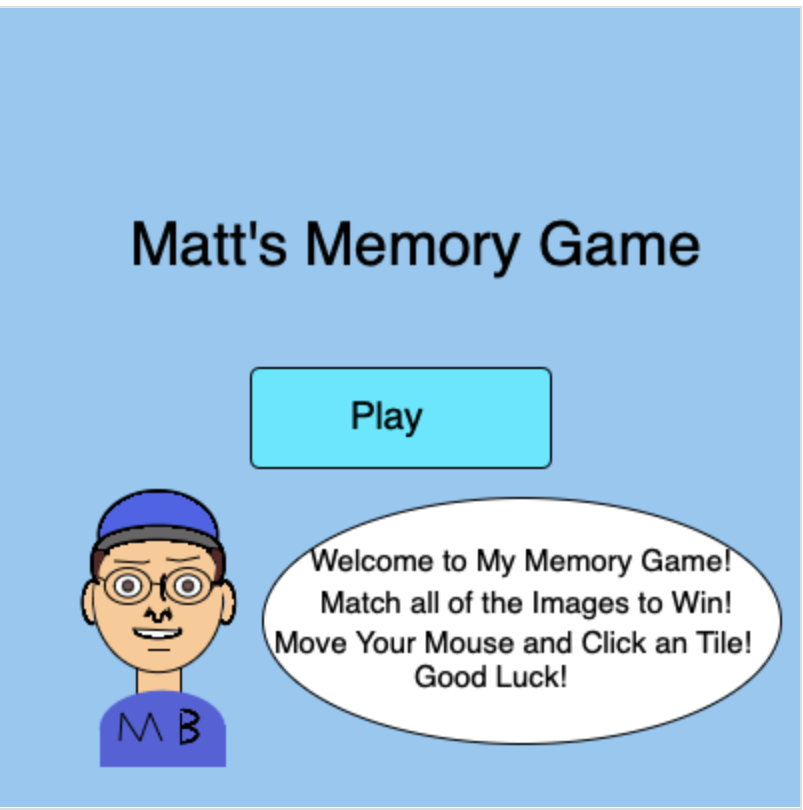 Matt's Memory Game
Play
Welcome to My Memory Game!
Match all of the Images to Win!
Move Your Mouse and Click an Tile!
Good Luck!
M B